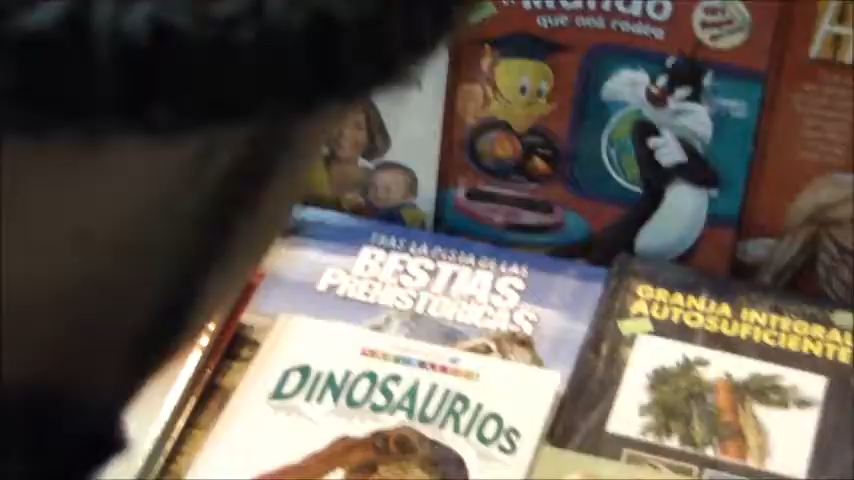 Mundo
que nos rodea
TRAS LA PISTA DE LAS
BESTIAS
PREHISTÓRICAS
GRANJA INTEGRAL
AUTOSUFICIENTE
DINOSAURIOS